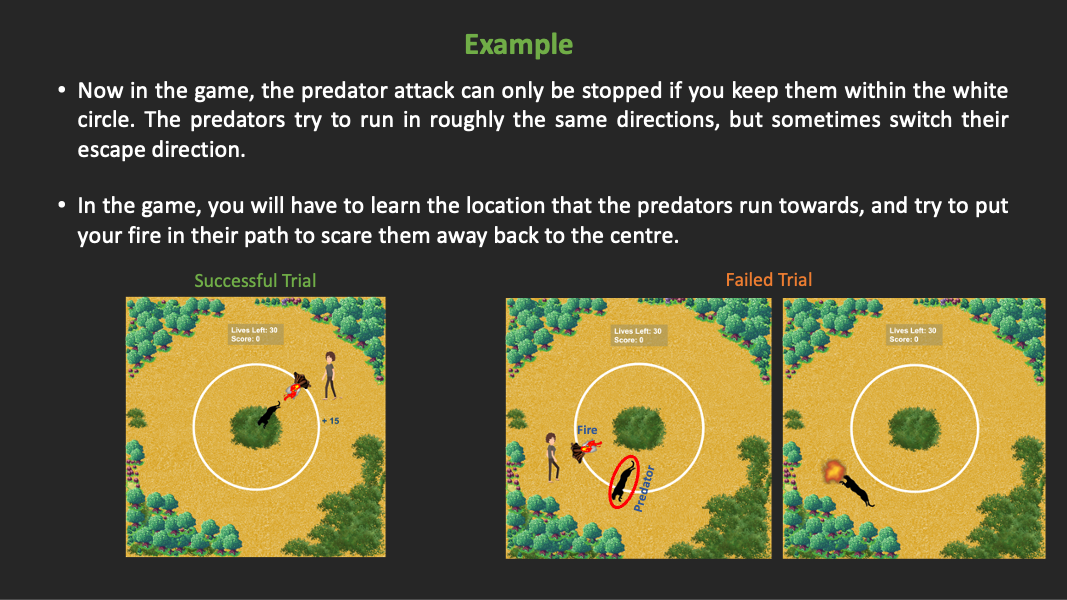 Example
• Now in the game, the predator attack can only be stopped if you keep them within the white
circle. The predators try to run in roughly the same directions, but sometimes switch their
escape direction.
• In the game, you will have to learn the location that the predators run towards, and try to put
your fire in their path to scare them away back to the centre.
Successful Trial
Failed Trial
Lives Left: 30
Score: 0
+ 15
Lives Left: 30
Score: 0
Fire
Predator
Lives Left: 30
Score: 0